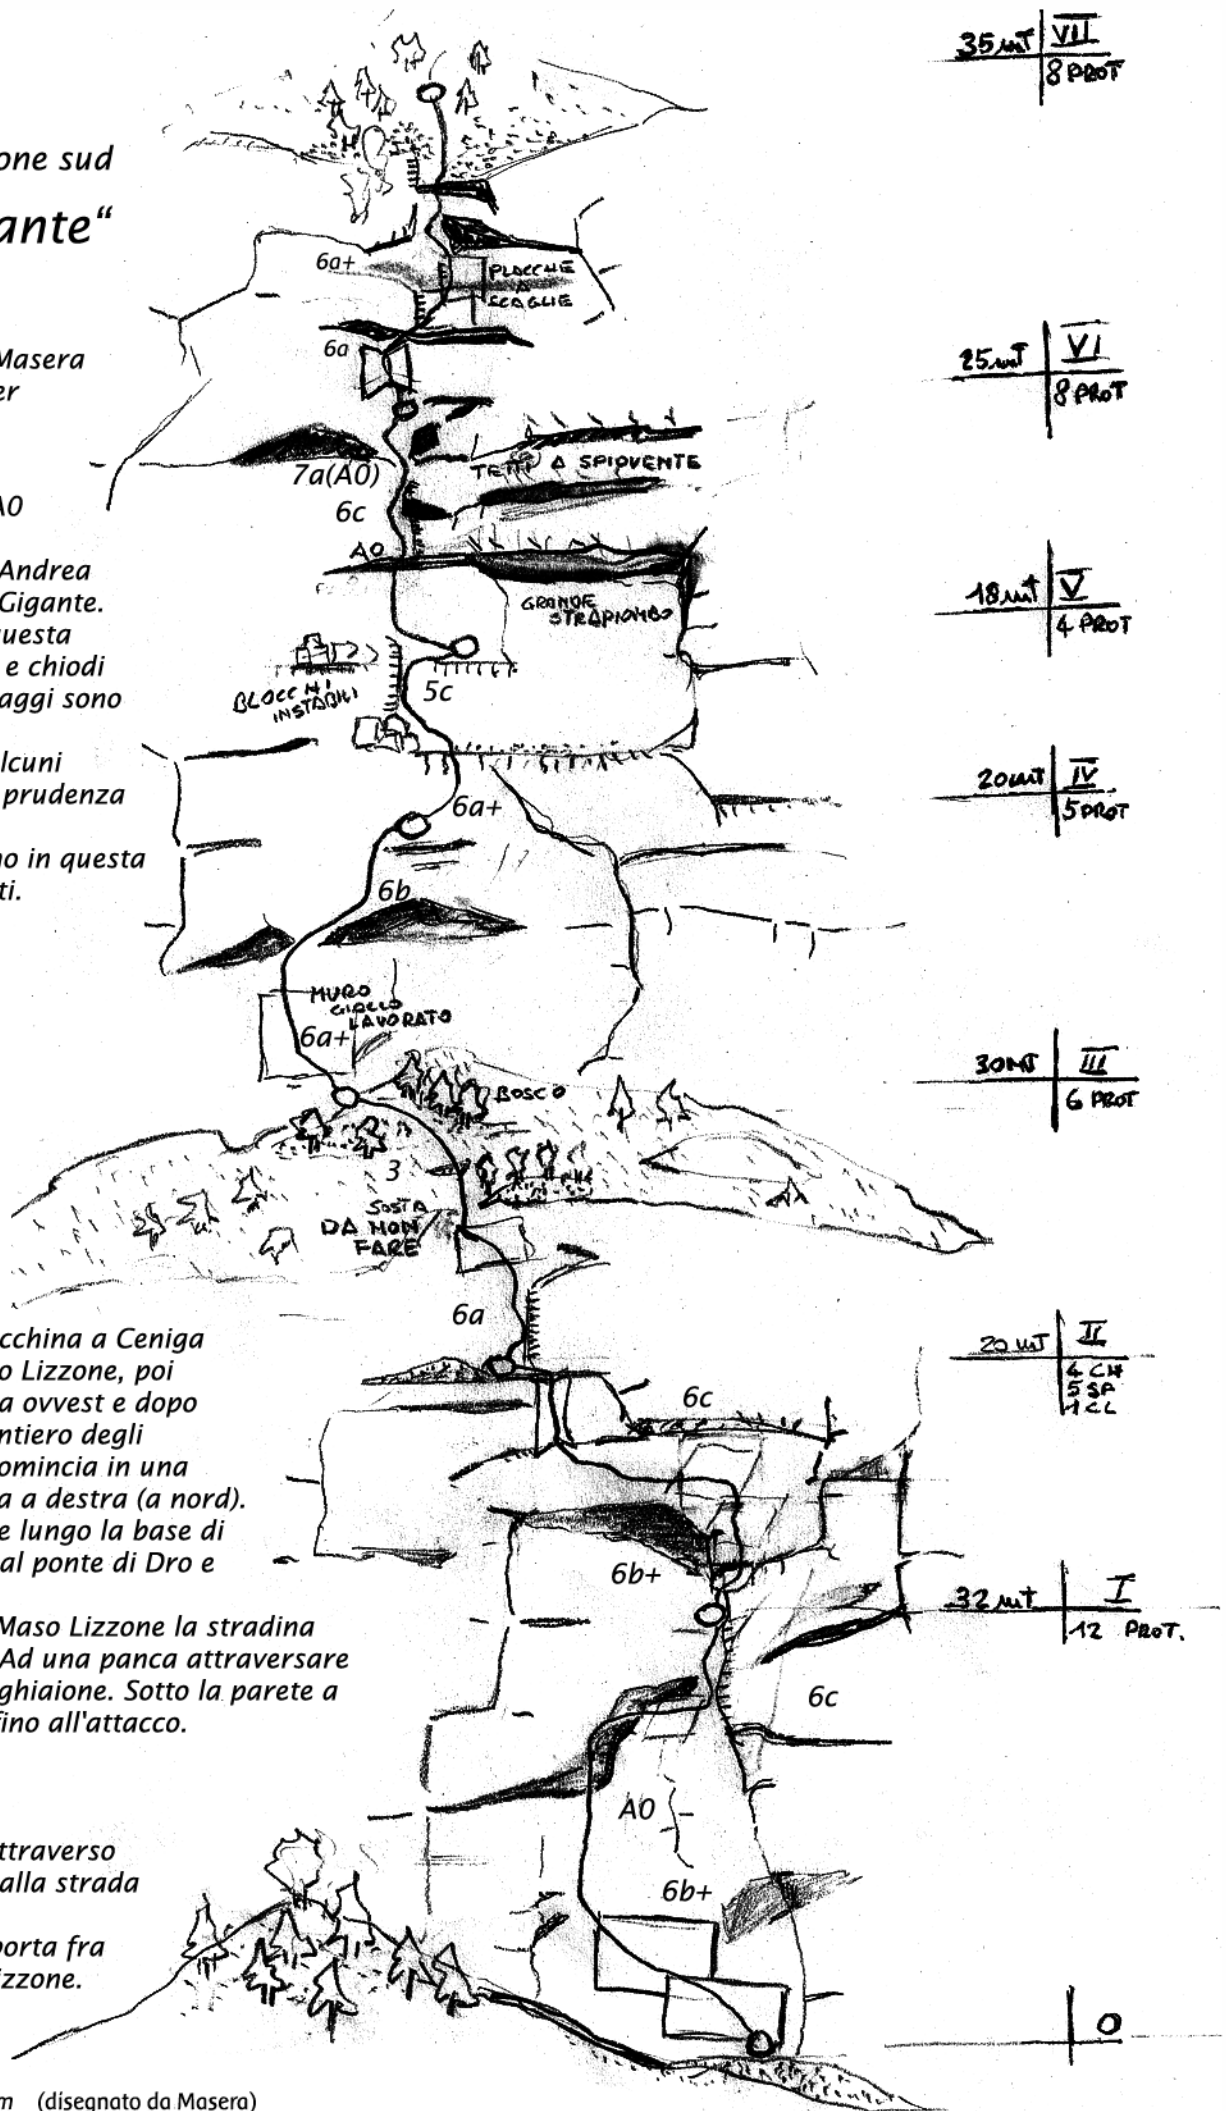 35 mt VII
8 PROT
one sud
ante“
6a+
PLACCHE
A
SCAGLIE
Masera
er
6a
25 mt VI
8 PROT
7a(A0)
TETTI A SPIOVENTE
A0
6c
A0
Andrea
Gigante.
uesta
e chiodi
aggi sono
GRANDE
STRAPIOMBO
18 mt V
4 PROT
BLOCCHI
INSTABILI
5c
lcuni
prudenza
6a+
20 mt IV
5 PROT
no in questa
ti.
6b
MURO
GIALLO
LAVORATO
6a+
30 mt III
6 PROT
BOSCO
3
SOSTA
DA NON
FARE
6a
cchina a Ceniga
o Lizzone, poi
a ovvest e dopo
ntiero degli
omincia in una
a a destra (a nord).
e lungo la base di
al ponte di Dro e
20 mt II
4 CH
5 SP
1 CL
6c
6b+
32 mt I
12 PROT.
Maso Lizzone la stradina
Ad una panca attraversare
ghiaione. Sotto la parete a
fino all'attacco.
6c
A0
ttraverso
alla strada
6b+
porta fra
izzone.
0
m (disegnato da Masera)